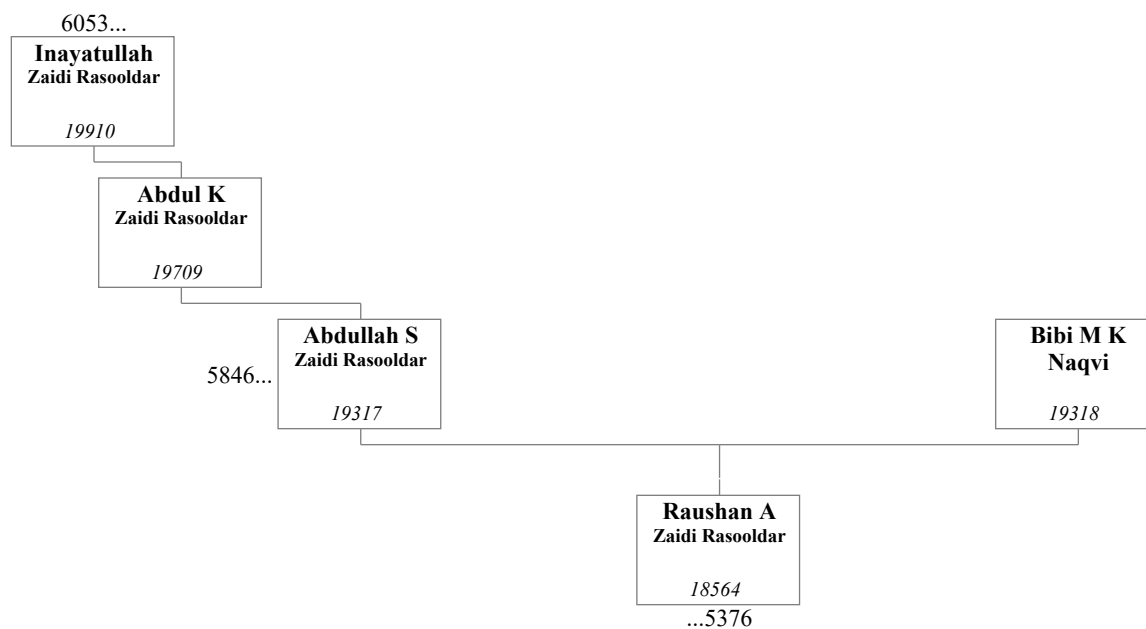 6053...
Inayatullah
Zaidi Rasooldar
19910
Abdul K
Zaidi Rasooldar
19709
Abdullah S
Zaidi Rasooldar
5846...
19317
Bibi M K
Naqvi
19318
Raushan A
Zaidi Rasooldar
18564
...5376